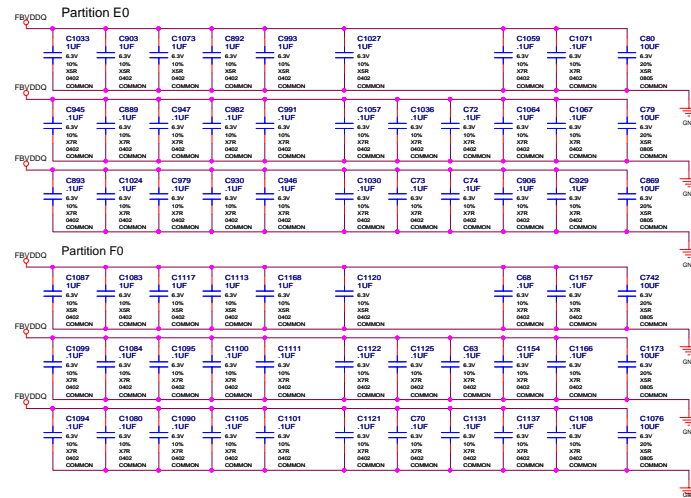 Partition E0
FBVDDQ
C1033 C903 C1073 C892 C993 C1027 C1059 C1071 C80
1UF 1UF 1UF 1UF 1UF 1UF .1UF .1UF 10UF
6.3V 6.3V 6.3V 6.3V 6.3V 6.3V 6.3V 6.3V 6.3V
10% 10% 10% 10% 10% 10% 10% 10% 20%
X5R X5R X5R X5R X5R X5R X7R X7R X5R
0402 0402 0402 0402 0402 0402 0402 0402 0805
COMMON COMMON COMMON COMMON COMMON COMMON COMMON COMMON COMMON
FBVDDQ
C945 C889 C947 C982 C991 C1057 C1036 C72 C1064 C1067 C79
.1UF .1UF .1UF .1UF .1UF .1UF .1UF .1UF .1UF .1UF 10UF
6.3V 6.3V 6.3V 6.3V 6.3V 6.3V 6.3V 6.3V 6.3V 6.3V 6.3V
10% 10% 10% 10% 10% 10% 10% 10% 10% 10% 20%
X7R X7R X7R X7R X7R X7R X7R X7R X7R X7R X5R
0402 0402 0402 0402 0402 0402 0402 0402 0402 0402 0805
COMMON COMMON COMMON COMMON COMMON COMMON COMMON COMMON COMMON COMMON COMMON
GN
FBVDDQ
C893 C1024 C979 C930 C946 C1030 C73 C74 C906 C929 C869
.1UF .1UF .1UF .1UF .1UF .1UF .1UF .1UF .1UF .1UF 10UF
6.3V 6.3V 6.3V 6.3V 6.3V 6.3V 6.3V 6.3V 6.3V 6.3V 6.3V
10% 10% 10% 10% 10% 10% 10% 10% 10% 10% 20%
X7R X7R X7R X7R X7R X7R X7R X7R X7R X7R X5R
0402 0402 0402 0402 0402 0402 0402 0402 0402 0402 0805
COMMON COMMON COMMON COMMON COMMON COMMON COMMON COMMON COMMON COMMON COMMON
GN
Partition F0
GN
FBVDDQ
C1087 C1083 C1117 C1113 C1168 C1120 C68 C1157 C742
1UF 1UF 1UF 1UF 1UF 1UF .1UF .1UF 10UF
6.3V 6.3V 6.3V 6.3V 6.3V 6.3V 6.3V 6.3V 6.3V
10% 10% 10% 10% 10% 10% 10% 10% 20%
X5R X5R X5R X5R X5R X5R X7R X7R X5R
0402 0402 0402 0402 0402 0402 0402 0402 0805
COMMON COMMON COMMON COMMON COMMON COMMON COMMON COMMON COMMON
FBVDDQ
C1099 C1084 C1095 C1100 C1111 C1122 C1125 C63 C1154 C1166 C1173
.1UF .1UF .1UF .1UF .1UF .1UF .1UF .1UF .1UF .1UF 10UF
6.3V 6.3V 6.3V 6.3V 6.3V 6.3V 6.3V 6.3V 6.3V 6.3V 6.3V
10% 10% 10% 10% 10% 10% 10% 10% 10% 10% 20%
X7R X7R X7R X7R X7R X7R X7R X7R X7R X7R X5R
0402 0402 0402 0402 0402 0402 0402 0402 0402 0402 0805
COMMON COMMON COMMON COMMON COMMON COMMON COMMON COMMON COMMON COMMON COMMON
GN
FBVDDQ
C1094 C1080 C1090 C1105 C1101 C1121 C70 C1131 C1137 C1108 C1076
.1UF .1UF .1UF .1UF .1UF .1UF .1UF .1UF .1UF .1UF 10UF
6.3V 6.3V 6.3V 6.3V 6.3V 6.3V 6.3V 6.3V 6.3V 6.3V 6.3V
10% 10% 10% 10% 10% 10% 10% 10% 10% 10% 20%
X7R X7R X7R X7R X7R X7R X7R X7R X7R X7R X5R
0402 0402 0402 0402 0402 0402 0402 0402 0402 0402 0805
COMMON COMMON COMMON COMMON COMMON COMMON COMMON COMMON COMMON COMMON COMMON
GN
GN